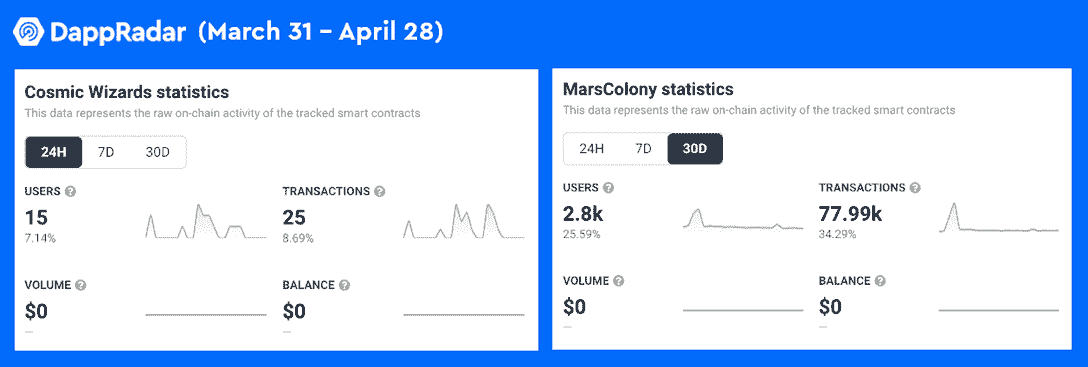 DappRadar (March 31 – April 28)
Cosmic Wizards statistics
This data represents the raw on-chain activity of the tracked smart contracts
24H 7D 30D
USERS ? TRANSACTIONS ?
15 25
7.14% 8.69%
VOLUME ? BALANCE ?
$0 $0
— —
MarsColony statistics
This data represents the raw on-chain activity of the tracked smart contracts
24H 7D 30D
USERS ? TRANSACTIONS ?
2.8k 77.99k
25.59% 34.29%
VOLUME ? BALANCE ?
$0 $0
— —